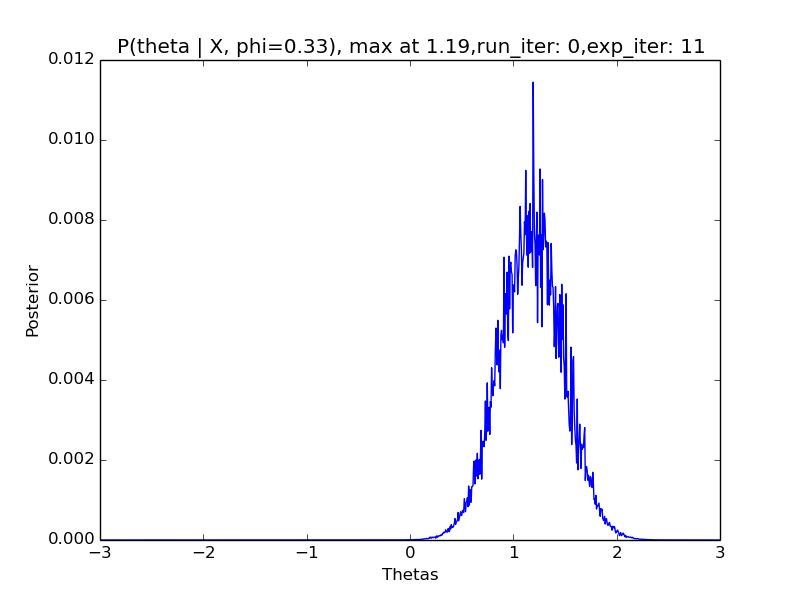 P(theta | X, phi=0.33), max at 1.19,run_iter: 0,exp_iter: 11
0.012
0.010
0.008
0.006
0.004
0.002
0.000
Posterior
−3 −2 −1 0 1 2 3
Thetas